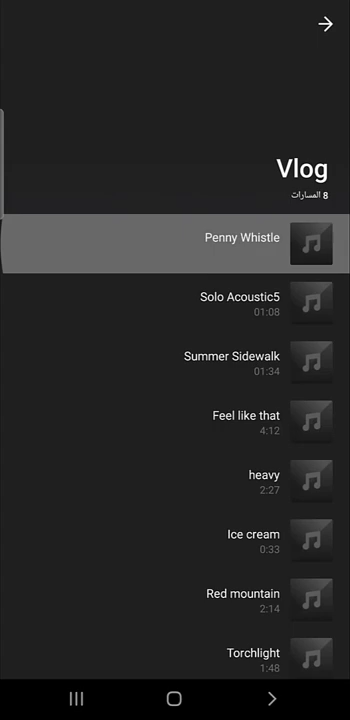 Vlog
8 المسارات
Penny Whistle
Solo Acoustic5
01:08
Summer Sidewalk
01:34
Feel like that
4:12
heavy
2:27
Ice cream
0:33
Red mountain
2:14
Torchlight
1:48